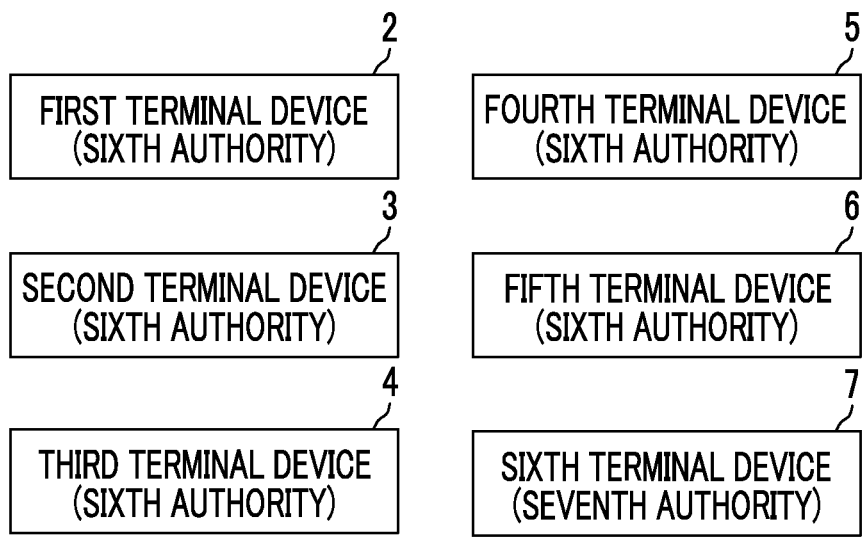 2
FIRST TERMINAL DEVICE
(SIXTH AUTHORITY)
3
SECOND TERMINAL DEVICE
(SIXTH AUTHORITY)
4
THIRD TERMINAL DEVICE
(SIXTH AUTHORITY)
5
FOURTH TERMINAL DEVICE
(SIXTH AUTHORITY)
6
FIFTH TERMINAL DEVICE
(SIXTH AUTHORITY)
7
SIXTH TERMINAL DEVICE
(SEVENTH AUTHORITY)